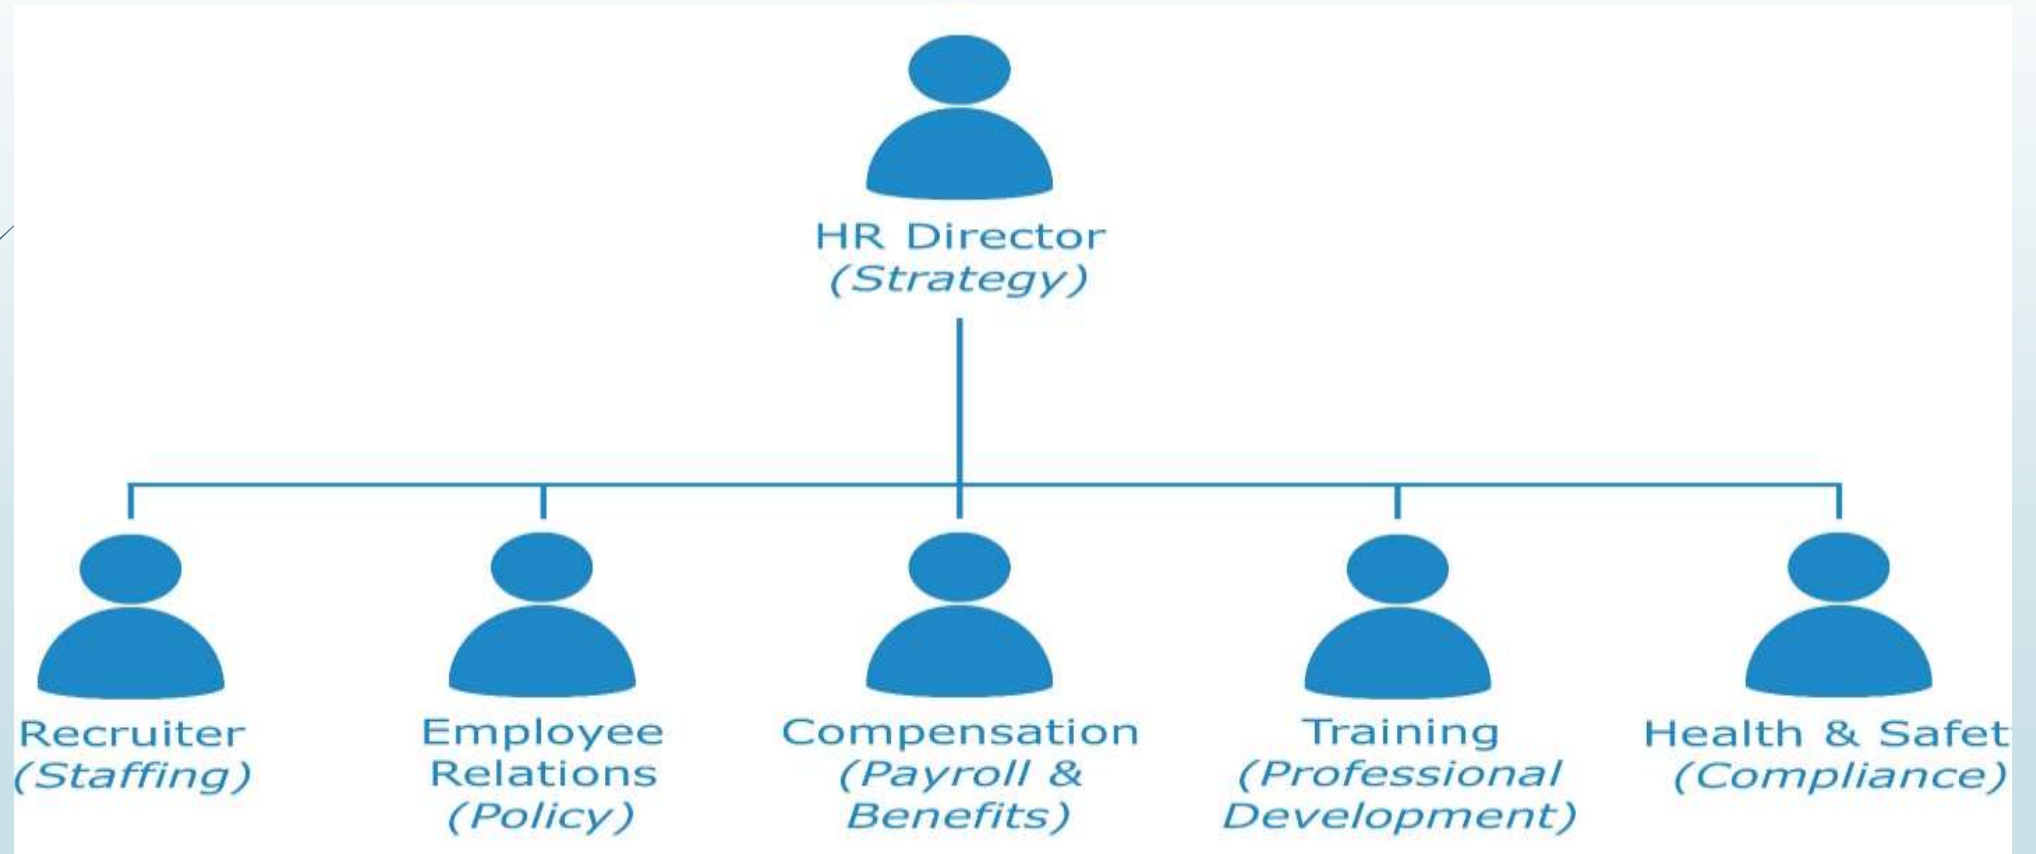 HR Director
(Strategy)
Recruiter
(Staffing)
Employee
Relations
(Policy)
Compensation
(Payroll &
Benefits)
Training
(Professional
Development)
Health & Safet
(Compliance)